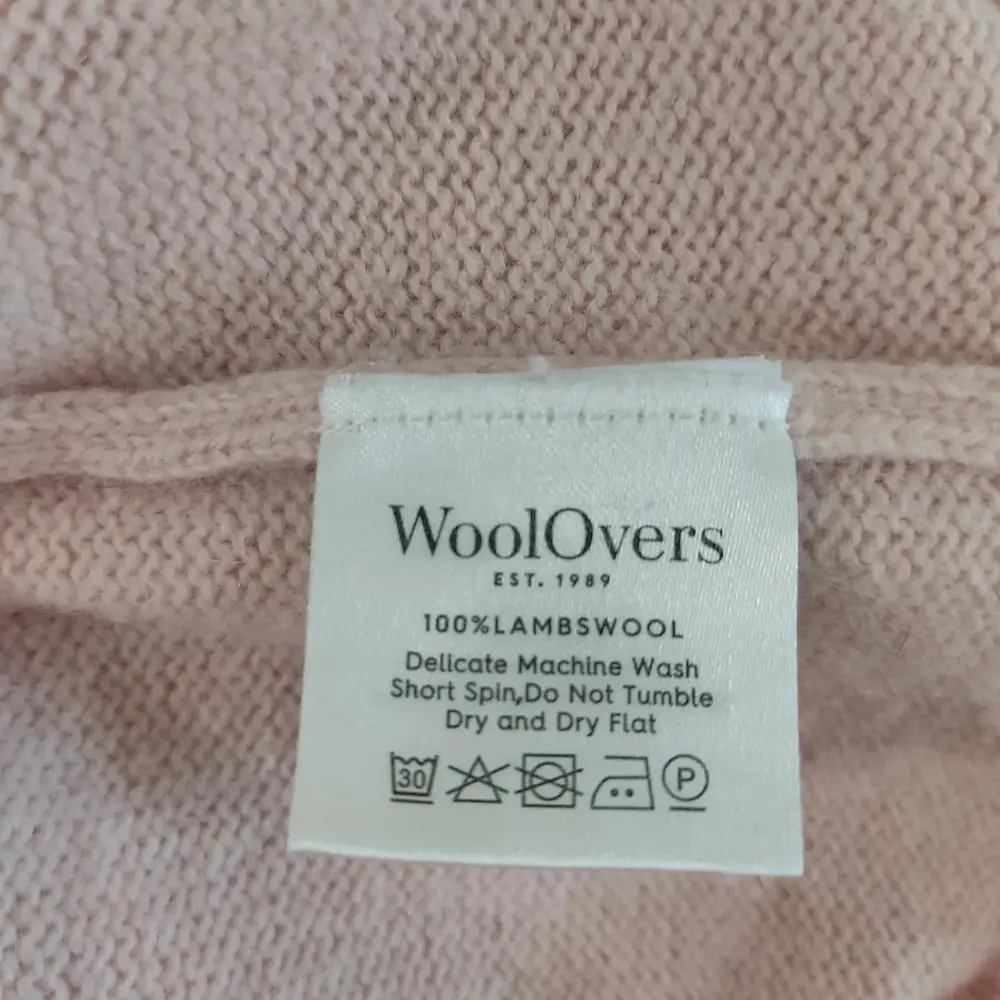 WoolOvers
EST. 1989
100%LAMBSWOOL
Delicate Machine Wash
Short Spin,Do Not Tumble
Dry and Dry Flat
30 P